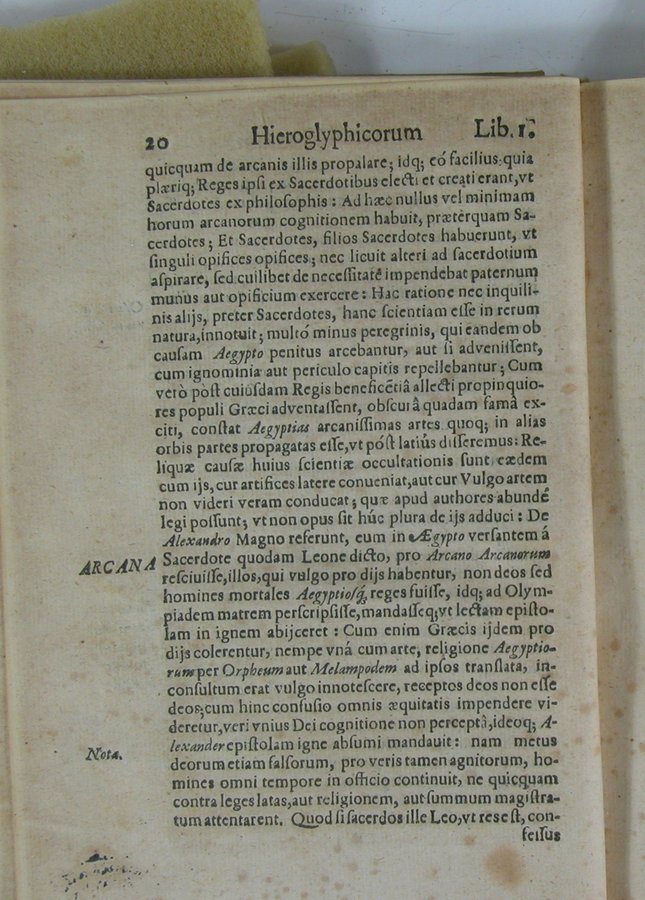 20 Hieroglyphicorum Lib. 1.
quicquam de arcanis illis propalare; idq; eó facilius quia
plæriq; Reges ipsi ex Sacerdotibus electi et creati erant, vt
Sacerdotes ex philosophis: Ad hæc nullus vel minimam
horum arcanorum cognitionem habuit, prætérquam Sa-
cerdotes; Et Sacerdotes, filios Sacerdotes habuerunt, vt
singuli opifices opifices; nec licuit alteri ad sacerdotium
aspirare, sed cuilibet de necessitate impendebat paternum
munus aut opificium exercere: Hac ratione nec inquili-
nis alijs, preter Sacerdotes, hanc scientiam esse in rerum
natura, innotuit; multó minus peregrinis, qui eandem ob
causam Aegypto penitus arcebantur, aut si advenissent,
cum ignominia aut periculo capitis repellebantur; Cum
verò pòst cuiusdam Regis beneficētiâ allecti propinquio-
res populi Græci adventassent, obscurâ quadam famâ ex-
citi, constat Aegyptias arcanissimas artes quoq; in alias
orbis partes propagatas esse, vt póst latiùs disseremus: Re-
liquæ causæ huius scientiæ occultationis sunt eædem
cum ijs, cur artifices latere conueniat, aut cur Vulgo artem
non videri veram conducat; quæ apud authores abundé
legi possunt; vt non opus sit húc plura de ijs adduci: De
Alexandro Magno referunt, eum in Ægypto versantem á
ARCANA Sacerdote quodam Leone dicto, pro Arcano Arcanorum
resciuisse, illos, qui vulgo pro dijs habentur, non deos sed
homines mortales Aegyptiosq́, reges fuisse, idq; ad Olym-
piadem matrem perscripsisse, mandasseq; vt lectam episto-
lam in ignem abijceret: Cum enim Græcis ijdem pro
dijs colerentur, nempe vnâ cum arte, religione Aegyptio-
rum per Orpheum aut Melampodem ad ipsos translata, in-
consultum erat vulgo innotescere, receptos deos non esse
deos; cum hinc confusio omnis æquitatis impendere vi-
deretur, veri vnius Dei cognitione non perceptâ, ideoq; A-
lexander epistolam igne absumi mandauit: nam metus
Nota. deorum etiam falsorum, pro veris tamen agnitorum, ho-
mines omni tempore in officio continuit, ne quicquam
contra leges latas, aut religionem, aut summum magistra-
tum attentarent. Quod si sacerdos ille Leo, vt res est, con-
fessus